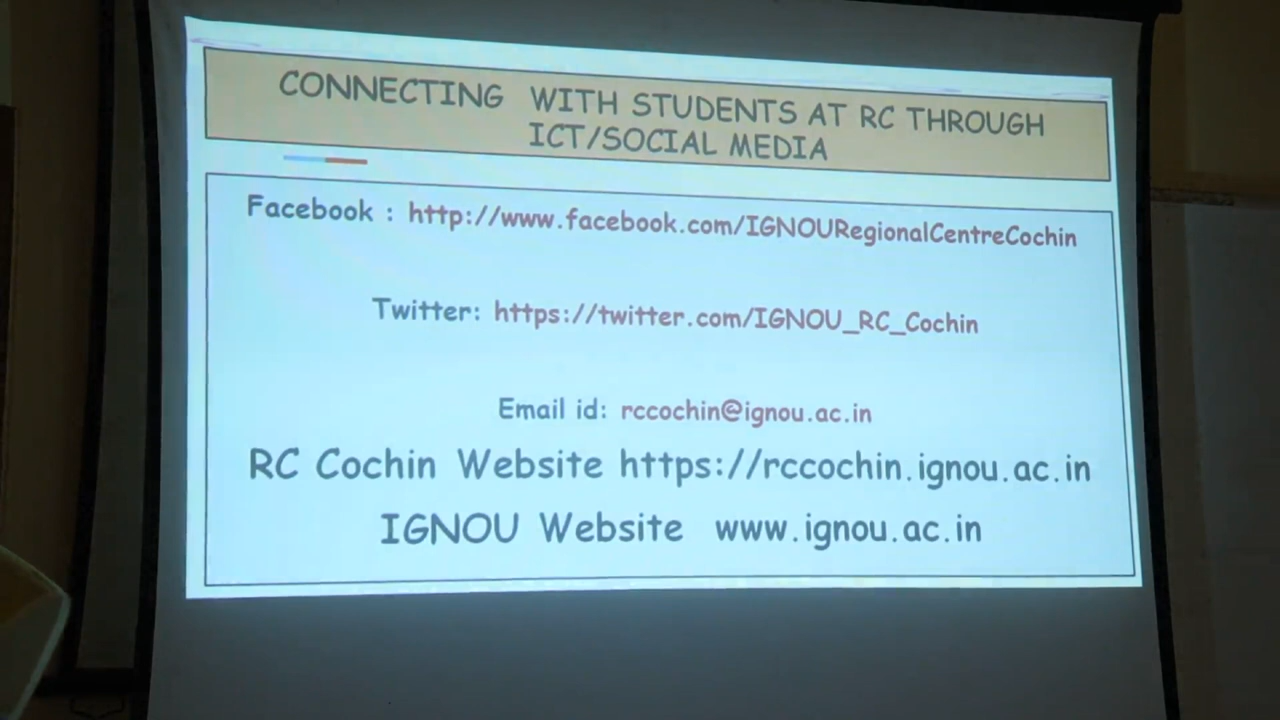 CONNECTING WITH STUDENTS AT RC THROUGH
ICT/SOCIAL MEDIA
Facebook : http://www.facebook.com/IGNOURegionalCentreCochin
Twitter: https://twitter.com/IGNOU_RC_Cochin
Email id: rccochin@ignou.ac.in
RC Cochin Website https://rccochin.ignou.ac.in
IGNOU Website www.ignou.ac.in